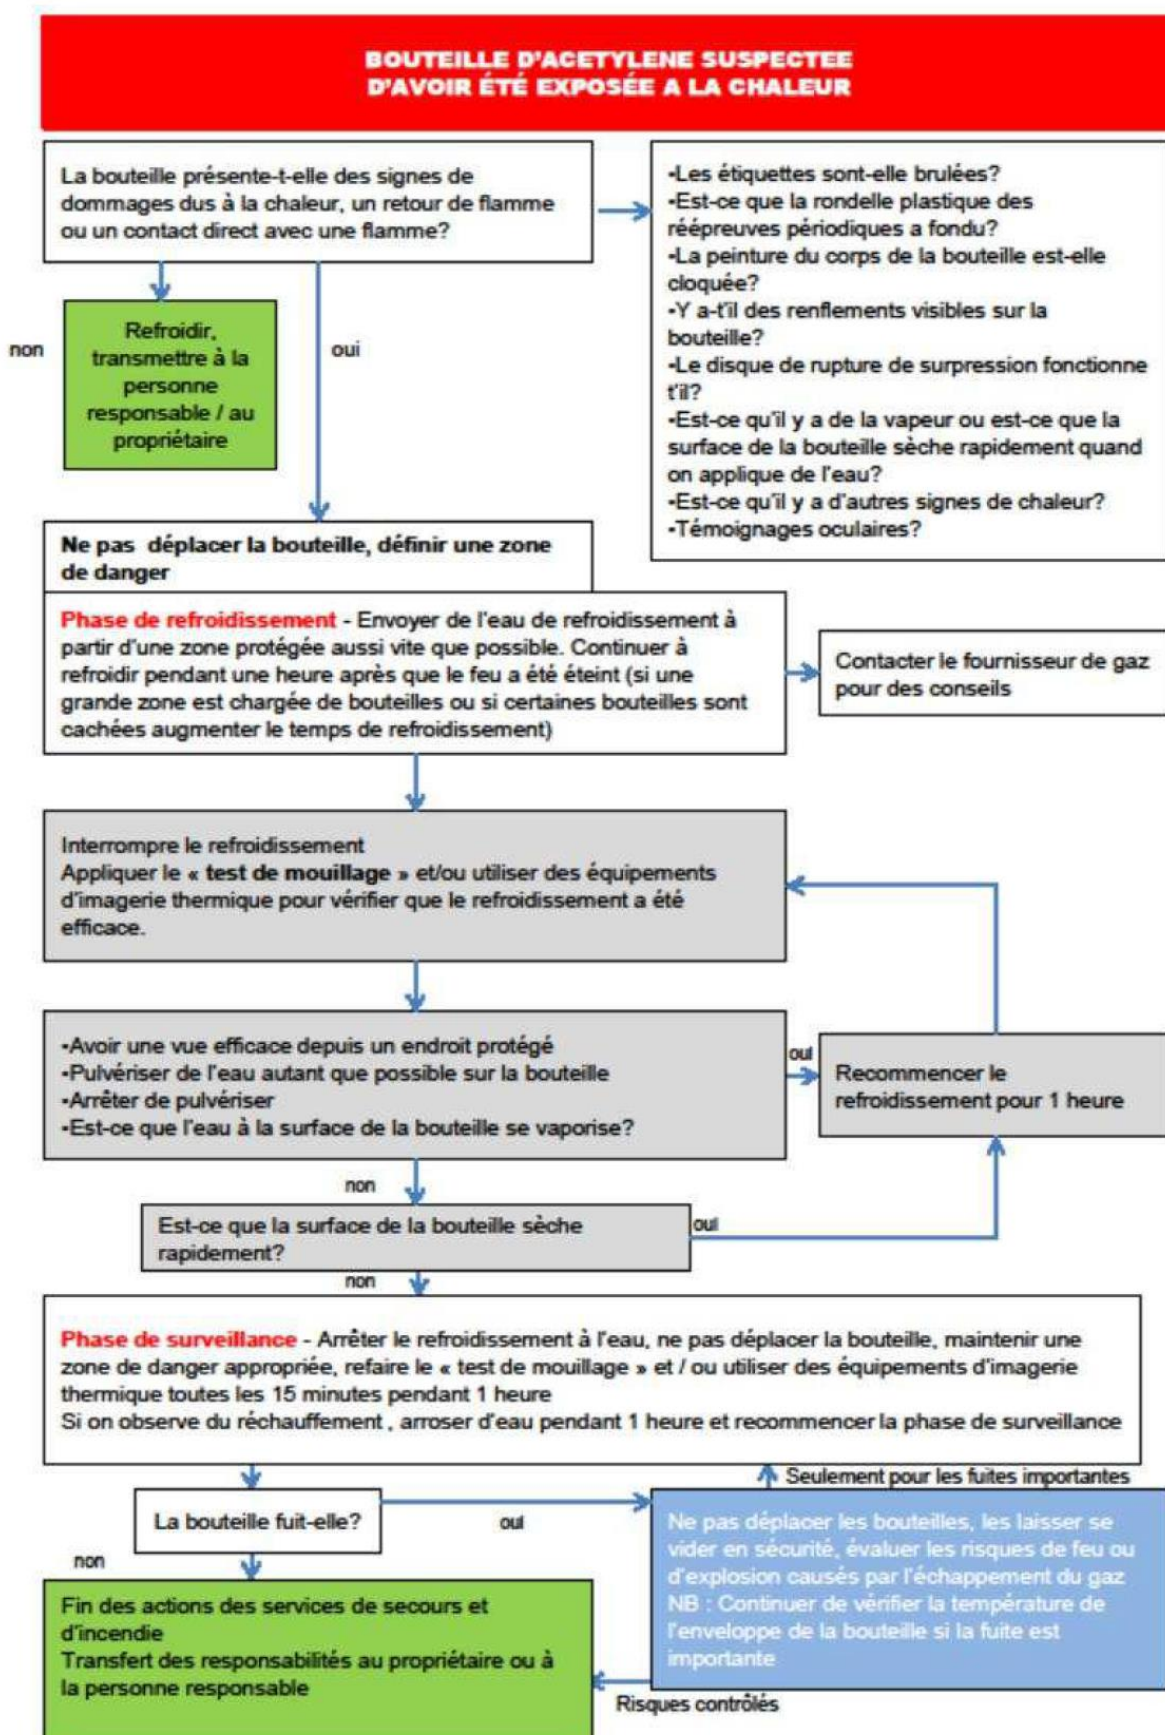 BOUTEILLE D'ACETYLENE SUSPECTEE
D'AVOIR ÉTÉ EXPOSÉE A LA CHALEUR
La bouteille présente-t-elle des signes de
dommages dus à la chaleur, un retour de flamme
ou un contact direct avec une flamme?
•Les étiquettes sont-elle brulées?
•Est-ce que la rondelle plastique des
réépreuves périodiques a fondu?
•La peinture du corps de la bouteille est-elle
cloquée?
•Y a-t'il des renflements visibles sur la
bouteille?
•Le disque de rupture de surpression fonctionne
t'il?
•Est-ce qu'il y a de la vapeur ou est-ce que la
surface de la bouteille sèche rapidement quand
on applique de l'eau?
•Est-ce qu'il y a d'autres signes de chaleur?
•Témoignages oculaires?
non
Refroidir,
transmettre à la
personne
responsable / au
propriétaire
oui
Ne pas déplacer la bouteille, définir une zone
de danger
Phase de refroidissement - Envoyer de l'eau de refroidissement à
partir d'une zone protégée aussi vite que possible. Continuer à
refroidir pendant une heure après que le feu a été éteint (si une
grande zone est chargée de bouteilles ou si certaines bouteilles sont
cachées augmenter le temps de refroidissement)
Contacter le fournisseur de gaz
pour des conseils
Interrompre le refroidissement
Appliquer le « test de mouillage » et/ou utiliser des équipements
d'imagerie thermique pour vérifier que le refroidissement a été
efficace.
•Avoir une vue efficace depuis un endroit protégé
•Pulvériser de l'eau autant que possible sur la bouteille
•Arrêter de pulvériser
•Est-ce que l'eau à la surface de la bouteille se vaporise?
oui
Recommencer le
refroidissement pour 1 heure
non
Est-ce que la surface de la bouteille sèche
rapidement?
oui
non
Phase de surveillance - Arrêter le refroidissement à l'eau, ne pas déplacer la bouteille, maintenir une
zone de danger appropriée, refaire le « test de mouillage » et / ou utiliser des équipements d'imagerie
thermique toutes les 15 minutes pendant 1 heure
Si on observe du réchauffement , arroser d'eau pendant 1 heure et recommencer la phase de surveillance
Seulement pour les fuites importantes
La bouteille fuit-elle?
oui
Ne pas déplacer les bouteilles, les laisser se
vider en sécurité, évaluer les risques de feu ou
d'explosion causés par l'échappement du gaz
NB : Continuer de vérifier la température de
l'enveloppe de la bouteille si la fuite est
importante
non
Fin des actions des services de secours et
d'incendie
Transfert des responsabilités au propriétaire ou à
la personne responsable
Risques contrôlés